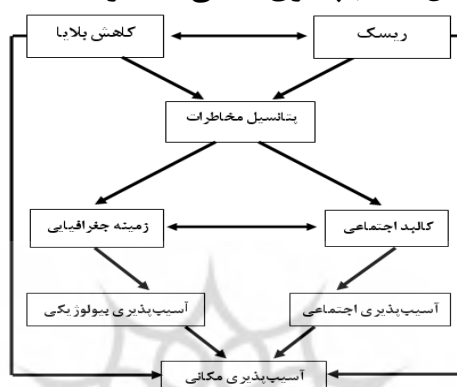 ریسک
کاهش بلایا
پتانسیل مخاطرات
کالبد اجتماعی
زمینه جغرافیایی
آسیب‌پذیری اجتماعی
آسیب‌پذیری بیولوژیکی
آسیب‌پذیری مکانی